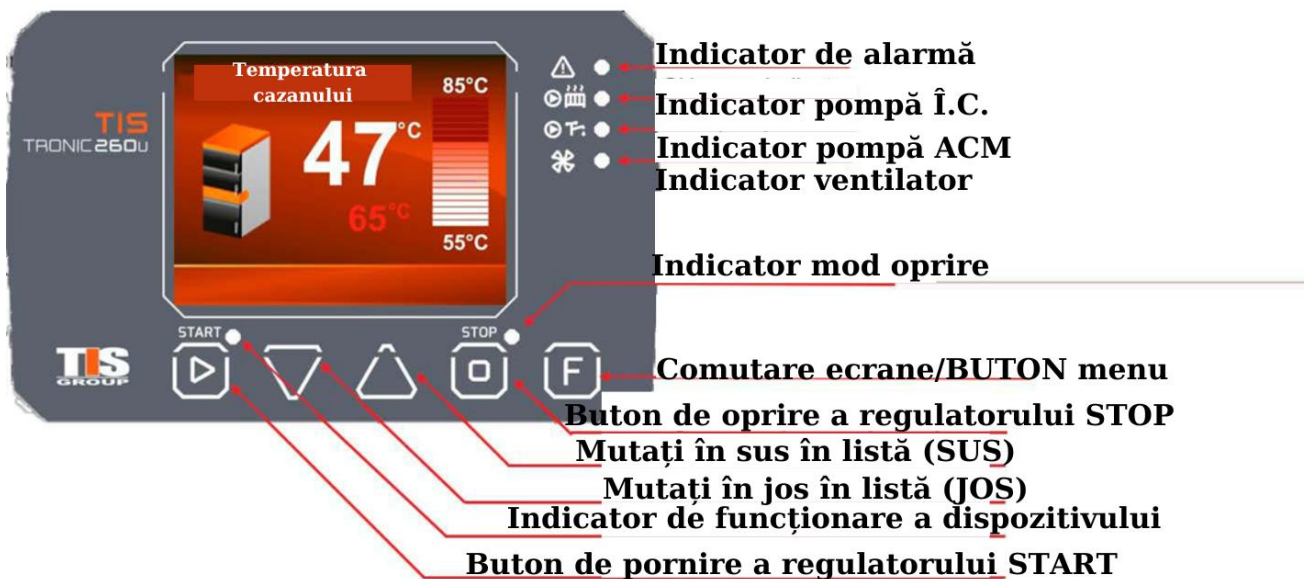 Temperatura
cazanului
85°C
47°C
65°C
55°C
TIS
TRONIC 260U
START
STOP
F
TIS
GROUP
Indicator de alarmă
Indicator pompă Î.C.
Indicator pompă ACM
Indicator ventilator
Indicator mod oprire
Comutare ecrane/BUTON menu
Buton de oprire a regulatorului STOP
Mutați în sus în listă (SUS)
Mutați în jos în listă (JOS)
Indicator de funcționare a dispozitivului
Buton de pornire a regulatorului START